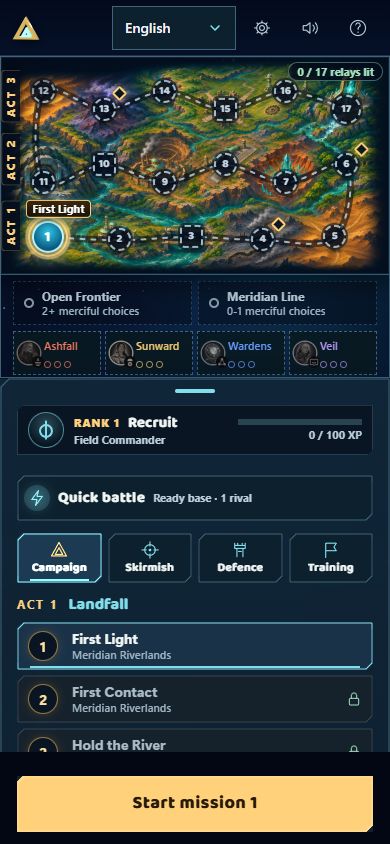 English
0 / 17 relays lit
ACT 3
12
13
14
15
16
17
ACT 2
11
10
9
8
7
6
First Light
ACT 1
1
2
3
4
5
Open Frontier
2+ merciful choices
Meridian Line
0-1 merciful choices
Ashfall
Sunward
Wardens
Veil
RANK 1 Recruit
Field Commander
0 / 100 XP
Quick battle Ready base · 1 rival
Campaign
Skirmish
Defence
Training
ACT 1 Landfall
1
First Light
Meridian Riverlands
2
First Contact
Meridian Riverlands
3
Hold the River
Start mission 1